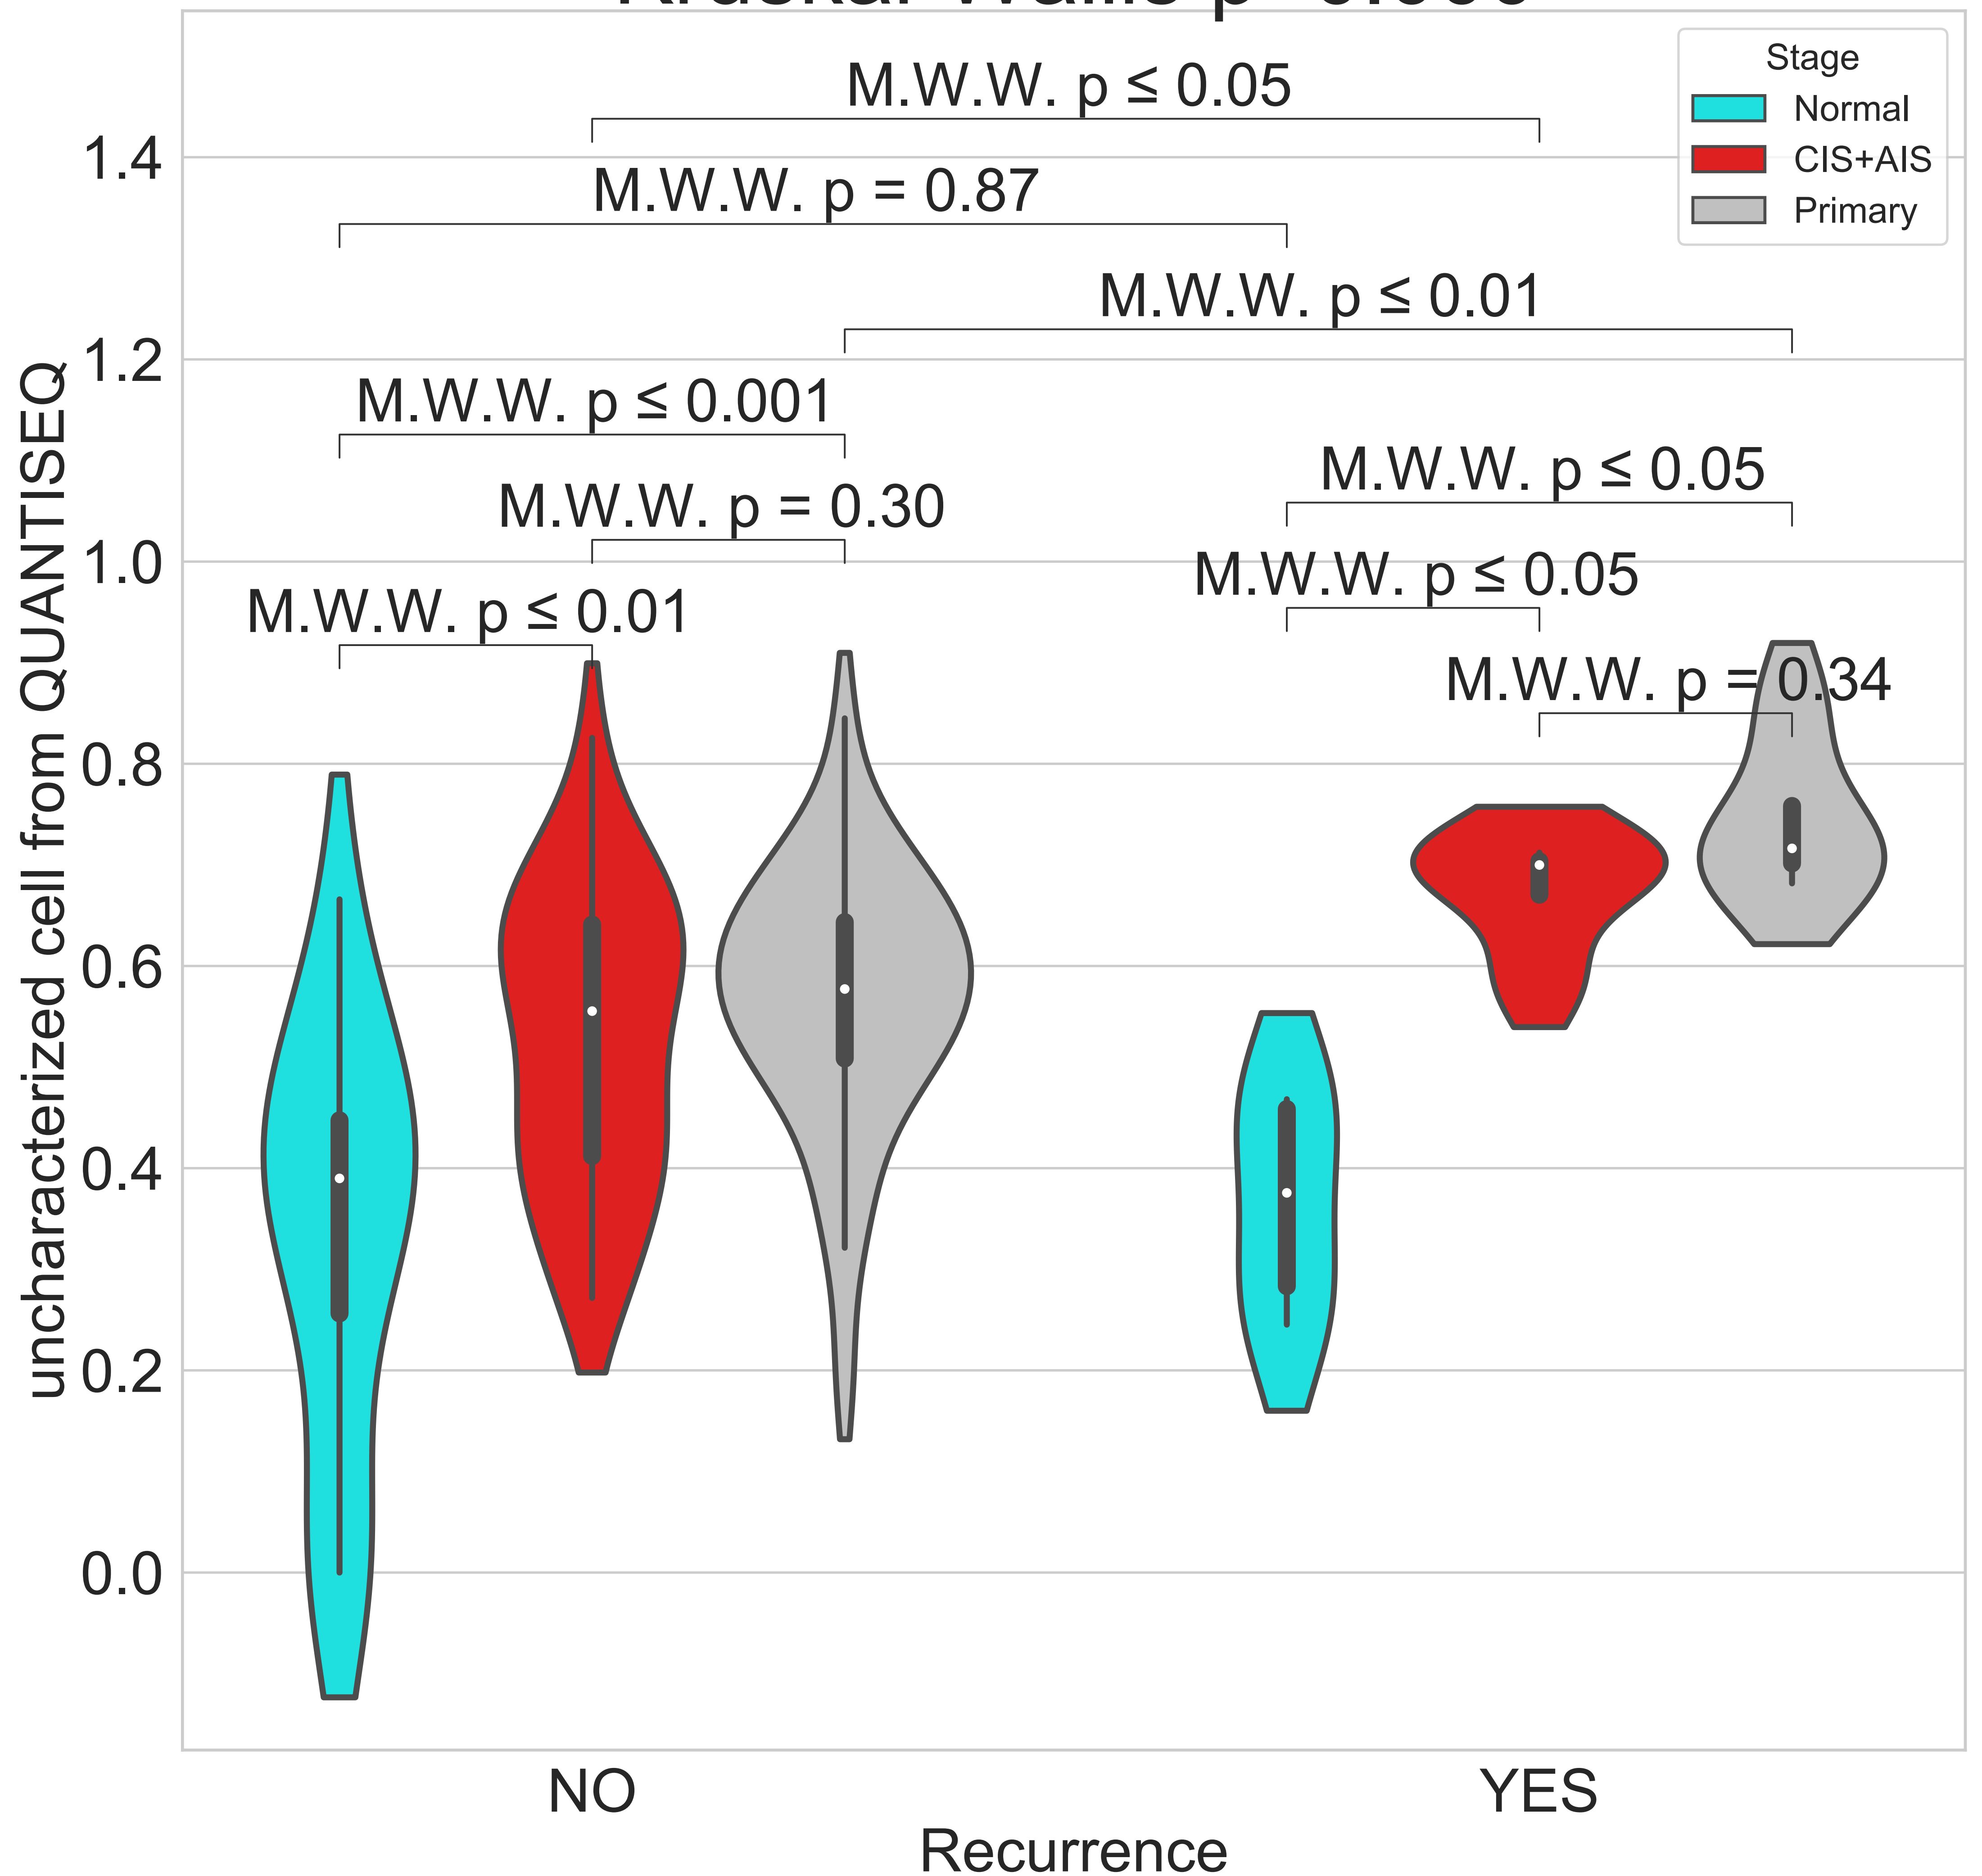 Stage
Normal
CIS+AIS
Primary
M.W.W. p ≤ 0.05
M.W.W. p = 0.87
M.W.W. p ≤ 0.01
M.W.W. p ≤ 0.001
M.W.W. p ≤ 0.05
M.W.W. p = 0.30
M.W.W. p ≤ 0.05
M.W.W. p ≤ 0.01
M.W.W. p = 0.34
uncharacterized cell from QUANTISEQ
1.4
1.2
1.0
0.8
0.6
0.4
0.2
0.0
NO
YES
Recurrence